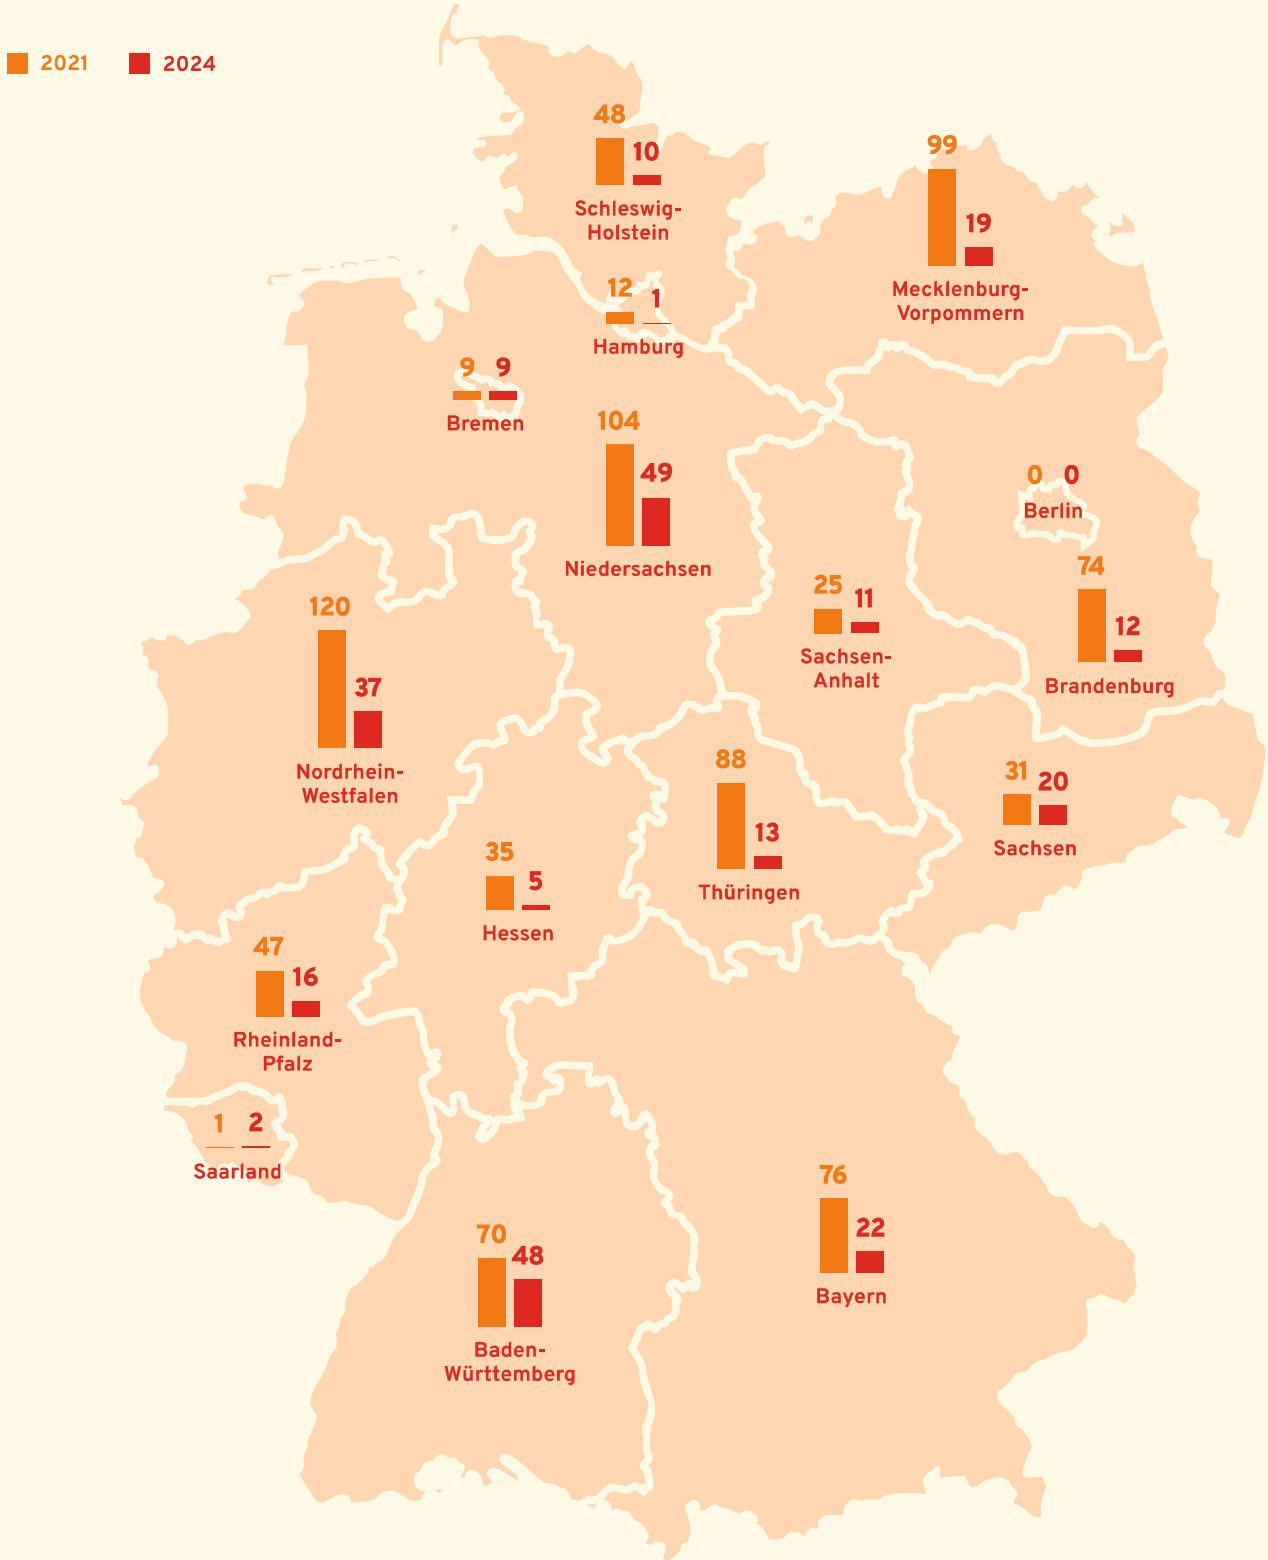 2021 2024
48 10
Schleswig-
Holstein
99 19
Mecklenburg-
Vorpommern
12 1
Hamburg
9 9
Bremen
104 49
Niedersachsen
0 0
Berlin
74 12
Brandenburg
25 11
Sachsen-
Anhalt
120 37
Nordrhein-
Westfalen
88 13
Thüringen
31 20
Sachsen
35 5
Hessen
47 16
Rheinland-
Pfalz
1 2
Saarland
76 22
Bayern
70 48
Baden-
Württemberg